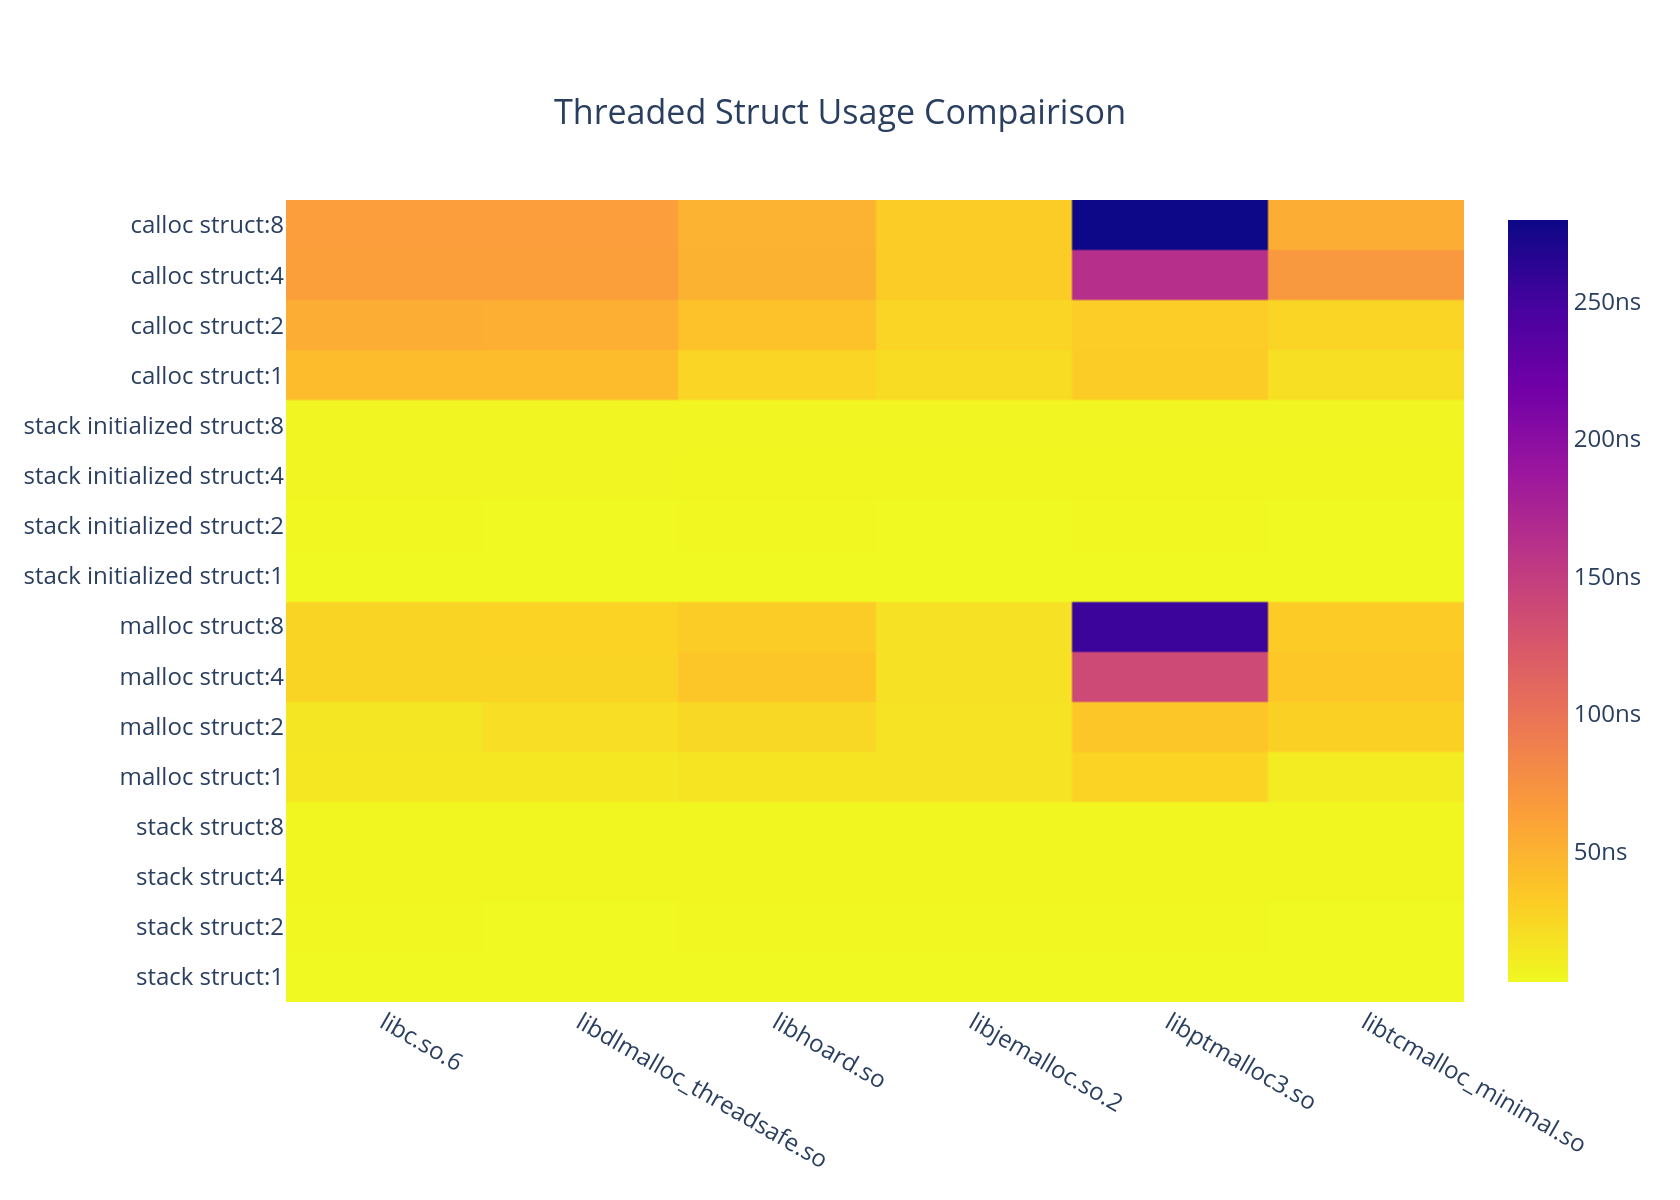 Threaded Struct Usage Compairison
calloc struct:8
calloc struct:4
calloc struct:2
calloc struct:1
stack initialized struct:8
stack initialized struct:4
stack initialized struct:2
stack initialized struct:1
malloc struct:8
malloc struct:4
malloc struct:2
malloc struct:1
stack struct:8
stack struct:4
stack struct:2
stack struct:1
250ns
200ns
150ns
100ns
50ns
libc.so.6
libdlmalloc_threadsafe.so
libhoard.so
libjemalloc.so.2
libptmalloc3.so
libtcmalloc_minimal.so